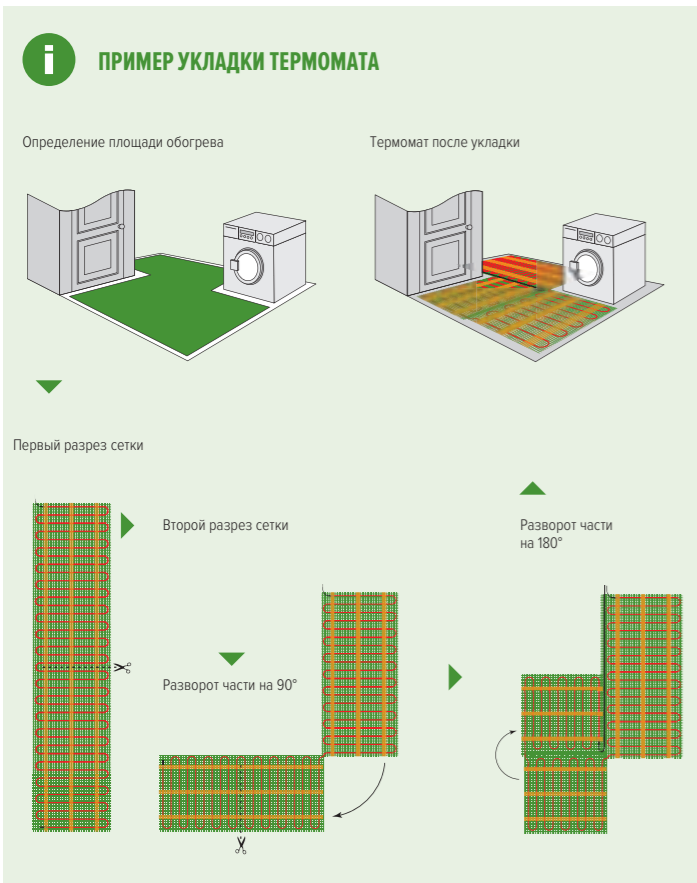 ПРИМЕР УКЛАДКИ ТЕРМОМАТА
Определение площади обогрева
Термомат после укладки
Первый разрез сетки
Второй разрез сетки
Разворот части на 90°
Разворот части
на 180°